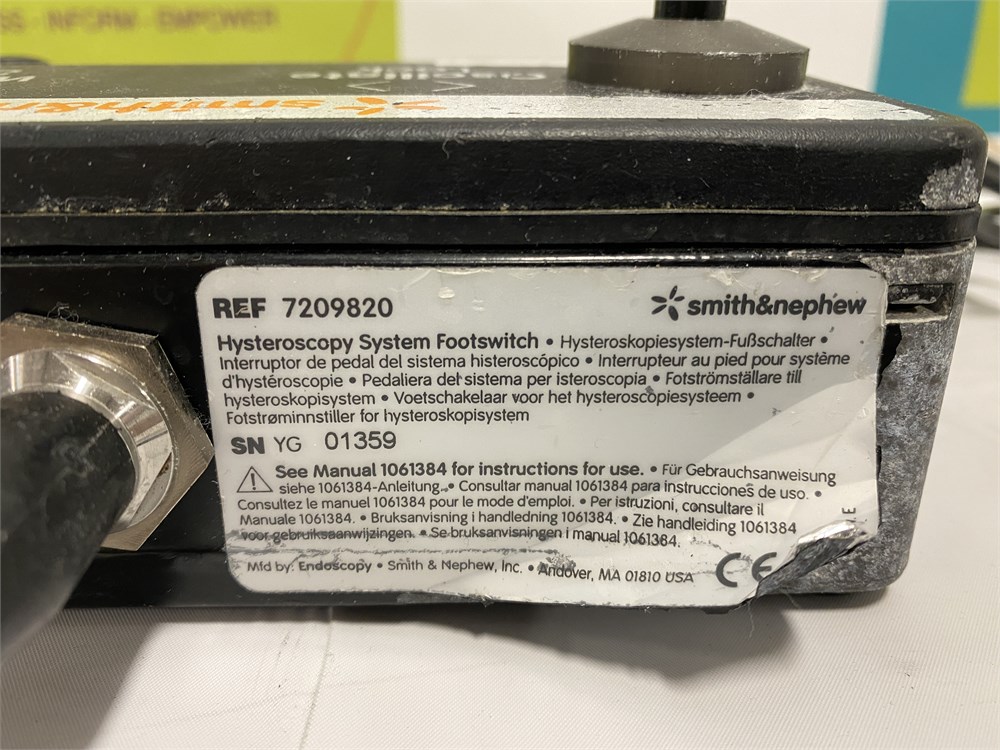 - INFORM - EMPOWER
Oscillate
smith&n
REF 7209820
smith&nephew
Hysteroscopy System Footswitch • Hysteroskopiesystem-Fußschalter •
Interruptor de pedal del sistema histeroscópico • Interrupteur au pied pour système
d'hystéroscopie • Pedaliera del sistema per isteroscopia • Fotströmställare till
hysteroskopisystem • Voetschakelaar voor het hysteroscopiesysteem •
Fotstrøminnstiller for hysteroskopisystem
SN YG 01359
See Manual 1061384 for instructions for use. • Für Gebrauchsanweisung
siehe 1061384-Anleitung. • Consultar manual 1061384 para instrucciones de uso. •
Consultez le manuel 1061384 pour le mode d'emploi. • Per istruzioni, consultare il
Manuale 1061384. • Bruksanvisning i handledning 1061384. • Zie handleiding 1061384
voor gebruiksaanwijzingen. • Se bruksanvisningen i manual 1061384.
Mfd by: Endoscopy • Smith & Nephew, Inc. • Andover, MA 01810 USA
CE
E